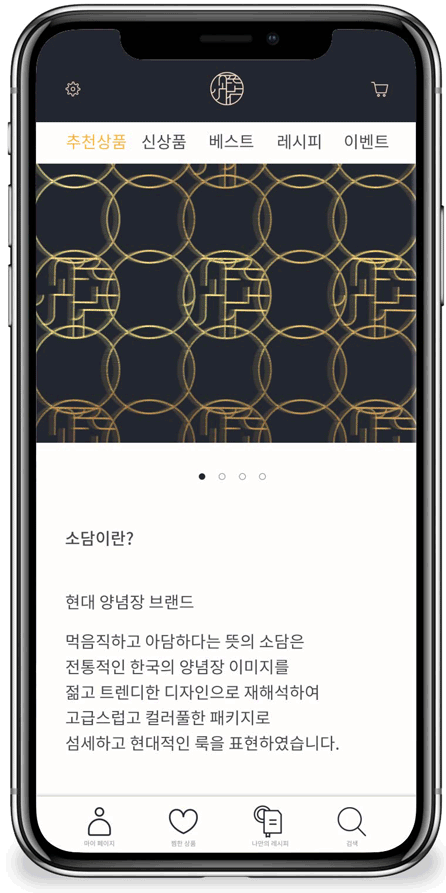 추천상품 신상품 베스트 레시피 이벤트
소담이란?
현대 양념장 브랜드
먹음직하고 아담하다는 뜻의 소담은
전통적인 한국의 양념장 이미지를
젊고 트렌디한 디자인으로 재해석하여
고급스럽고 컬러풀한 패키지로
섬세하고 현대적인 룩을 표현하였습니다.
마이 페이지 찜한 상품 나만의 레시피 검색